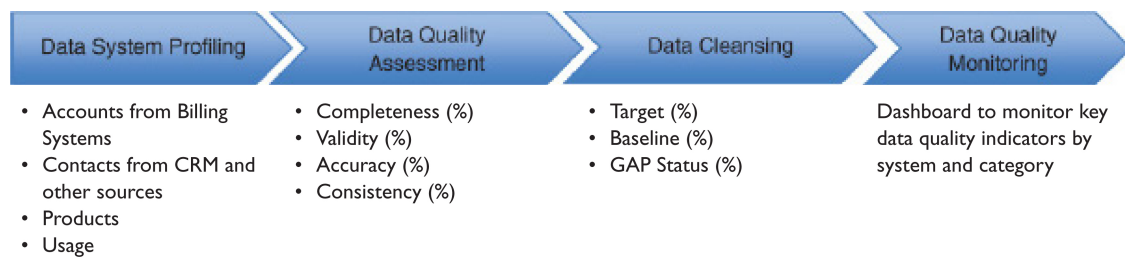 Data System Profiling
Data Quality
Assessment
Data Cleansing
Data Quality
Monitoring
• Accounts from Billing
Systems
• Contacts from CRM and
other sources
• Products
• Usage
• Completeness (%)
• Validity (%)
• Accuracy (%)
• Consistency (%)
• Target (%)
• Baseline (%)
• GAP Status (%)
Dashboard to monitor key
data quality indicators by
system and category